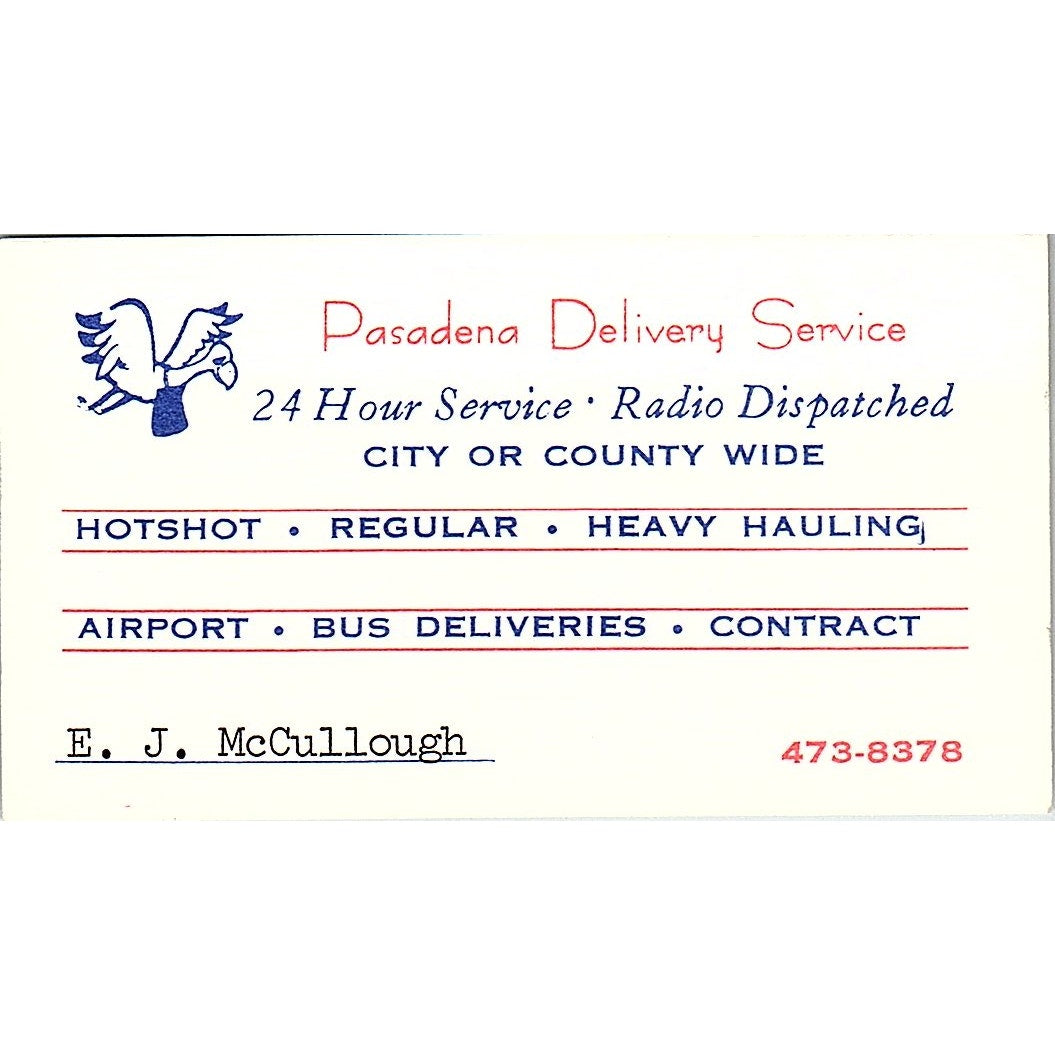 Pasadena Delivery Service
24 Hour Service · Radio Dispatched
CITY OR COUNTY WIDE
HOTSHOT • REGULAR • HEAVY HAULING
AIRPORT • BUS DELIVERIES • CONTRACT
E. J. McCullough
473-8378